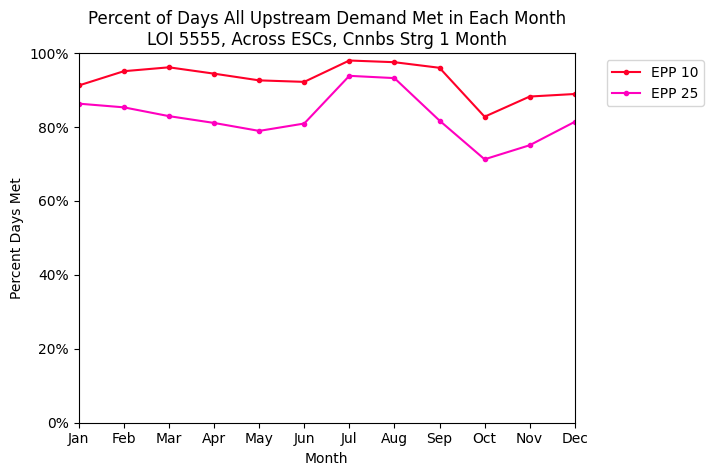 Percent of Days All Upstream Demand Met in Each Month
LOI 5555, Across ESCs, Cnnbs Strg 1 Month
100%
80%
60%
40%
20%
0%
Percent Days Met
Jan Feb Mar Apr May Jun Jul Aug Sep Oct Nov Dec
Month
EPP 10
EPP 25